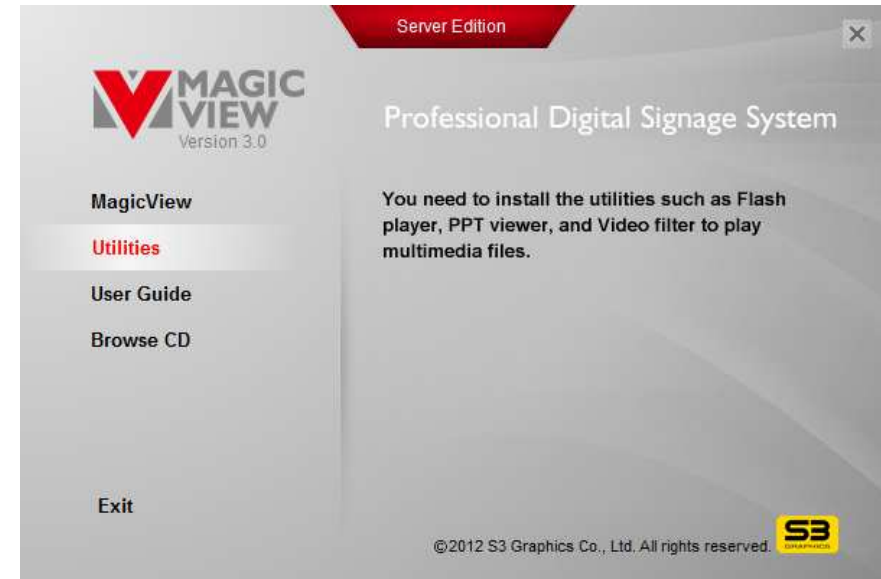 Server Edition
MAGIC
VIEW
Version 3.0
Professional Digital Signage System
MagicView
Utilities
User Guide
Browse CD
Exit
You need to install the utilities such as Flash
player, PPT viewer, and Video filter to play
multimedia files.
©2012 S3 Graphics Co., Ltd. All rights reserved.
S3
GRAPHICS